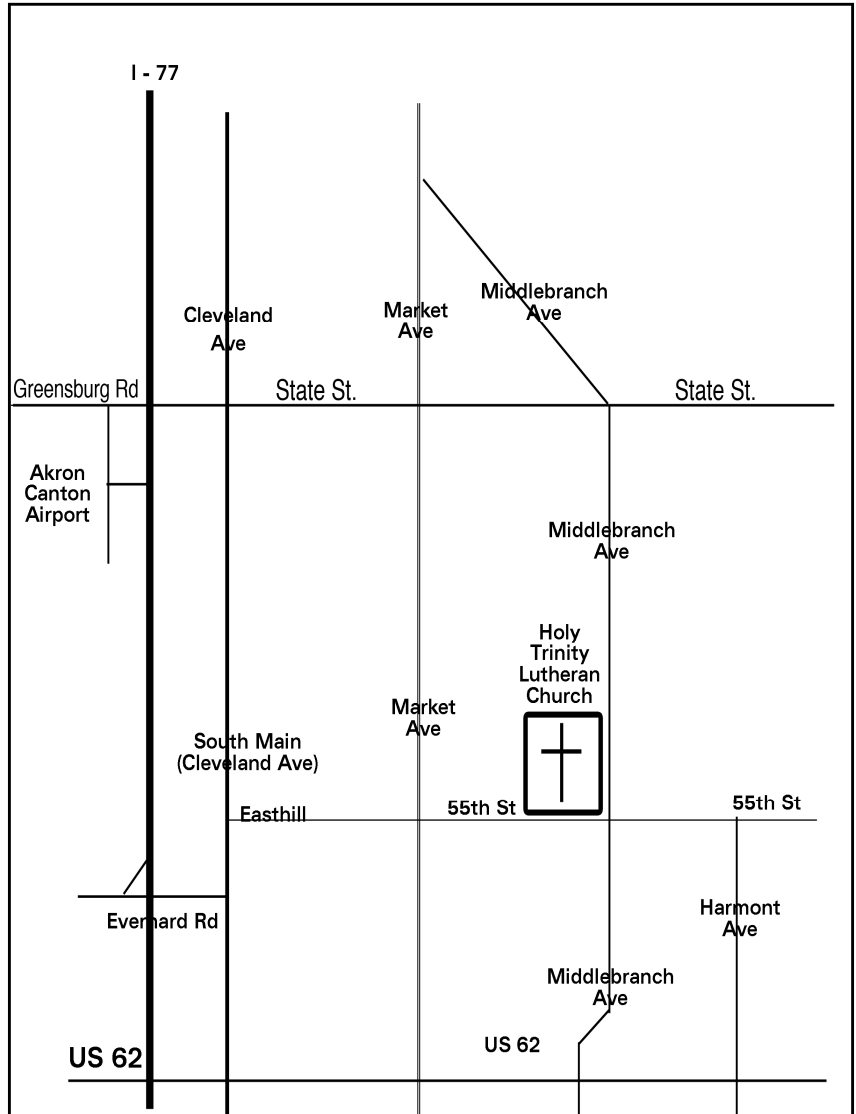 I - 77
Cleveland
Ave
Market
Ave
Middlebranch
Ave
Greensburg Rd
State St.
State St.
Akron
Canton
Airport
Middlebranch
Ave
Holy
Trinity
Lutheran
Church
Market
Ave
South Main
(Cleveland Ave)
Easthill
55th St
55th St
Everhard Rd
Harmont
Ave
Middlebranch
Ave
US 62
US 62